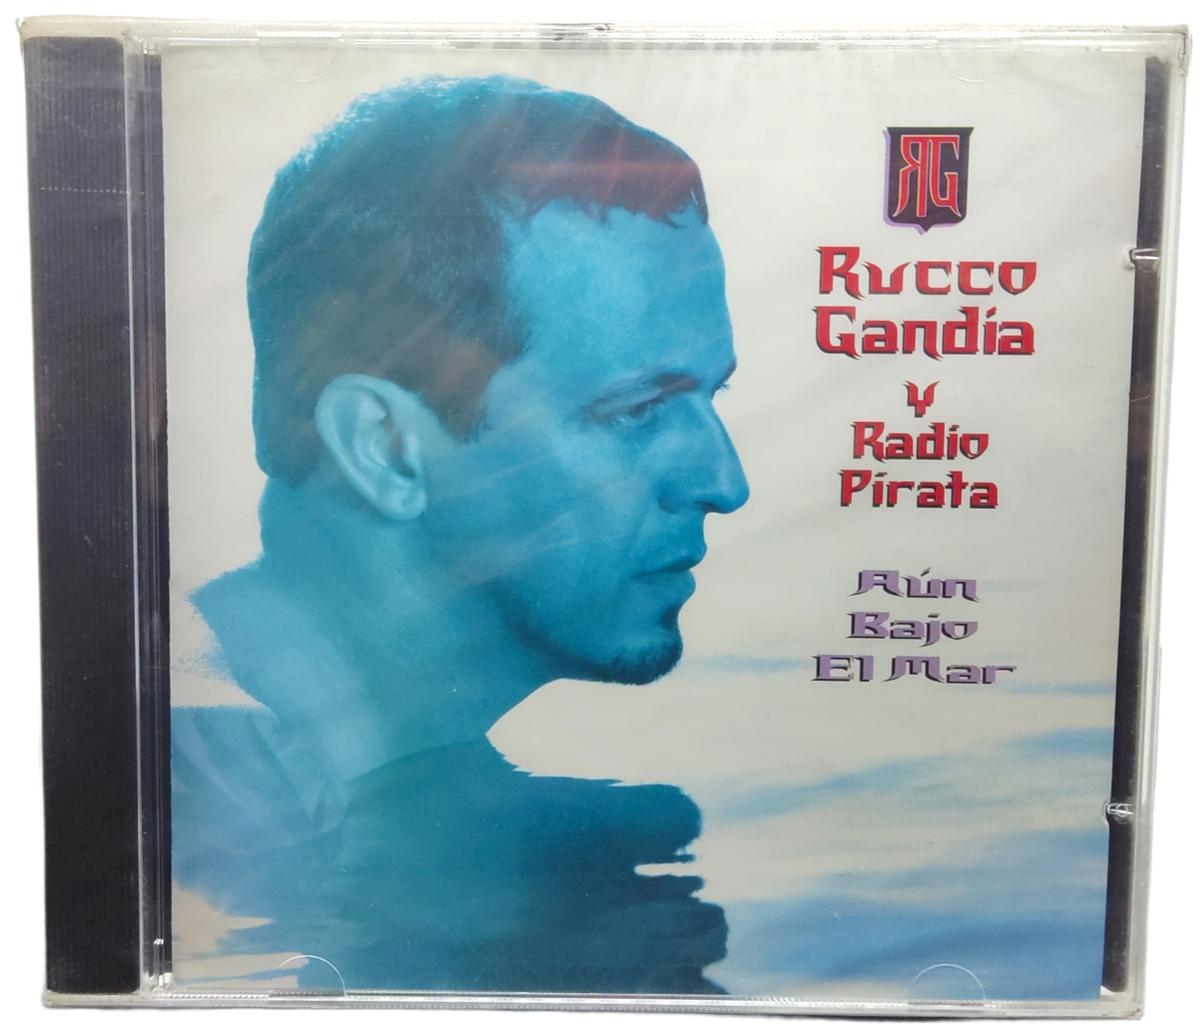 RG
Rucco
Gandía
y
Radio
Pirata
Aún
Bajo
El Mar